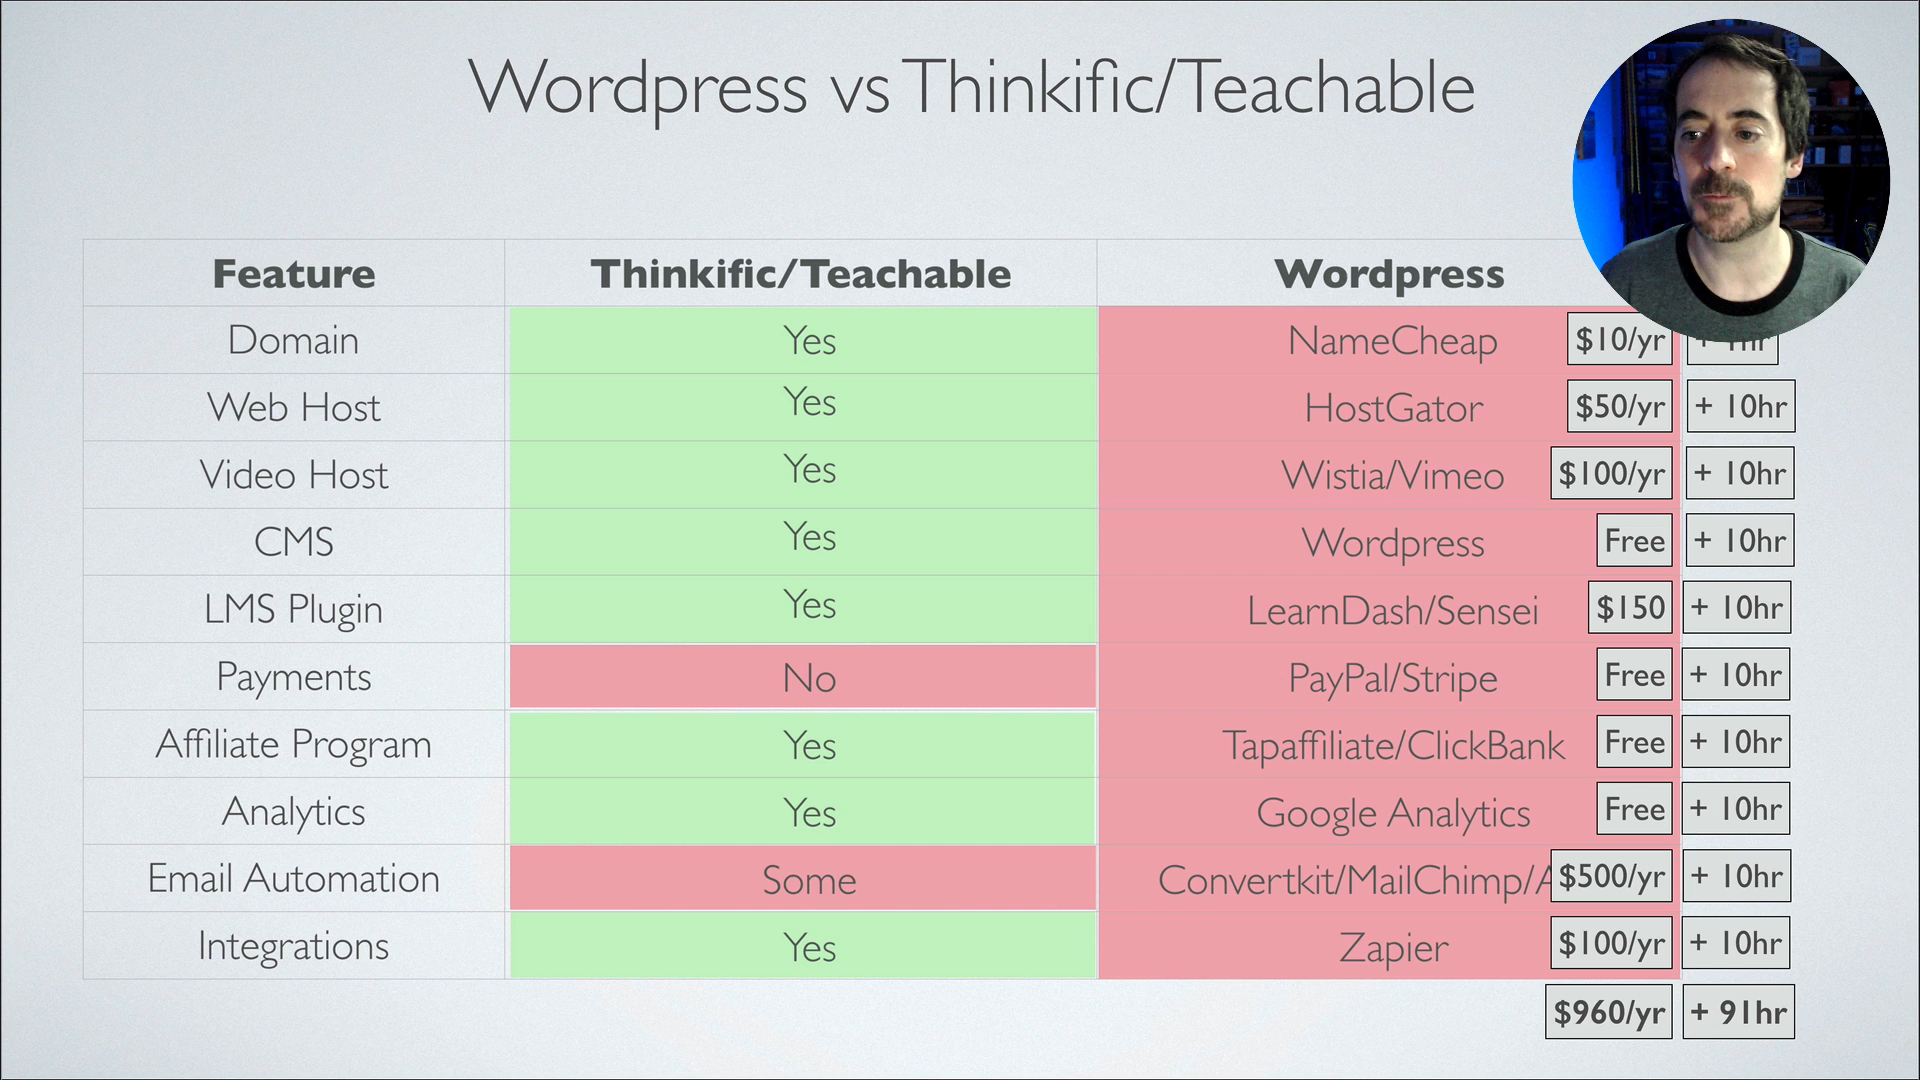 Wordpress vs Thinkific/Teachable
Feature Thinkific/Teachable Wordpress
Domain Yes NameCheap $10/yr + 1hr
Web Host Yes HostGator $50/yr + 10hr
Video Host Yes Wistia/Vimeo $100/yr + 10hr
CMS Yes Wordpress Free + 10hr
LMS Plugin Yes LearnDash/Sensei $150 + 10hr
Payments No PayPal/Stripe Free + 10hr
Affiliate Program Yes Tapaffiliate/ClickBank Free + 10hr
Analytics Yes Google Analytics Free + 10hr
Email Automation Some Convertkit/MailChimp/A $500/yr + 10hr
Integrations Yes Zapier $100/yr + 10hr
$960/yr + 91hr